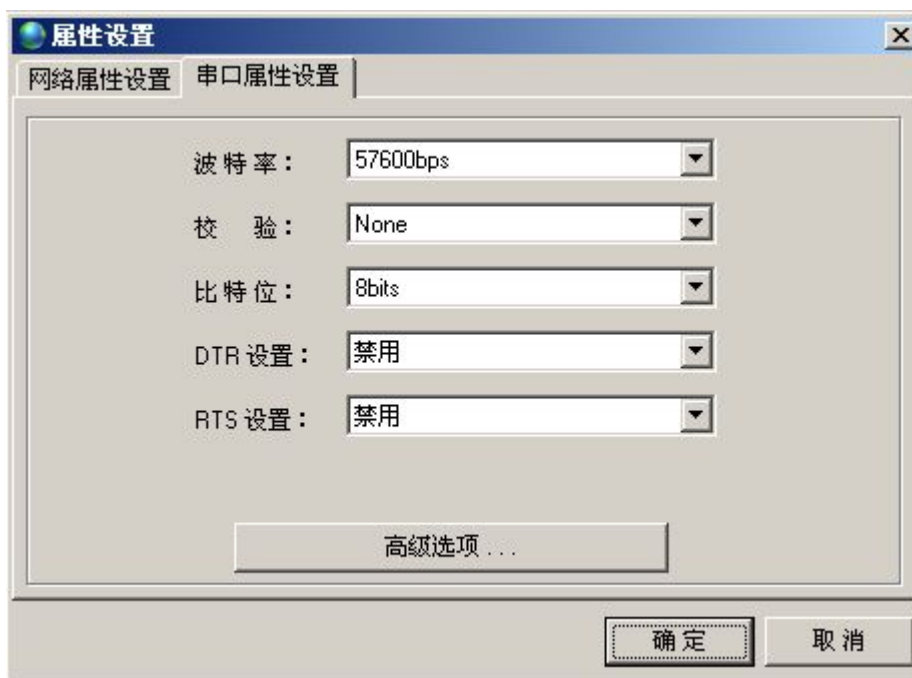 属性设置
网络属性设置 串口属性设置
波特率： 57600bps
校 验： None
比特位： 8bits
DTR 设置： 禁用
RTS 设置： 禁用
高级选项...
确定 取消